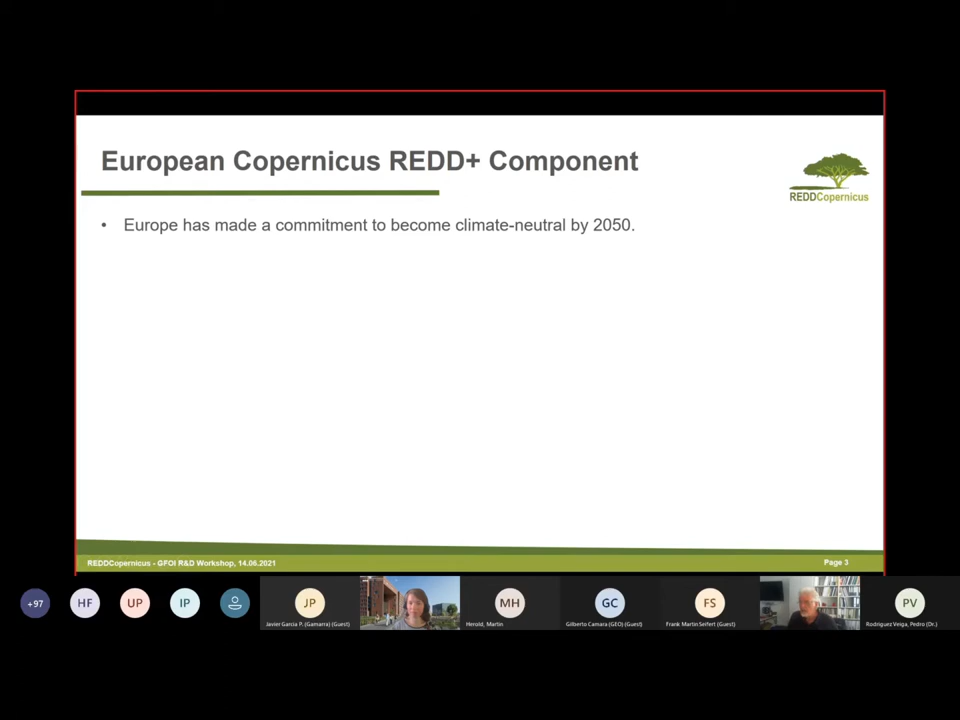 European Copernicus REDD+ Component
REDDCopernicus
• Europe has made a commitment to become climate-neutral by 2050.
REDDCopernicus - GFOI R&D Workshop, 14.06.2021
Page 3
+97
HF
UP
IP
JP
MH
GC
FS
PV
Javier Garcia P. (Gamarra) (Guest)
Herold, Martin
Gilberto Camara (GEO) (Guest)
Frank Martin Seifert (Guest)
Rodriguez Veiga, Pedro (Dr.)